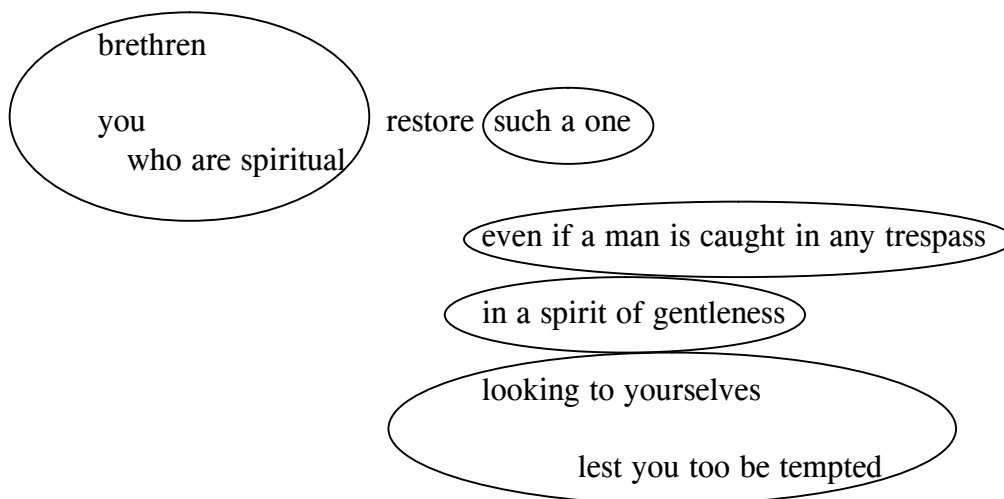 brethren
you restore such a one
who are spiritual
even if a man is caught in any trespass
in a spirit of gentleness
looking to yourselves
lest you too be tempted